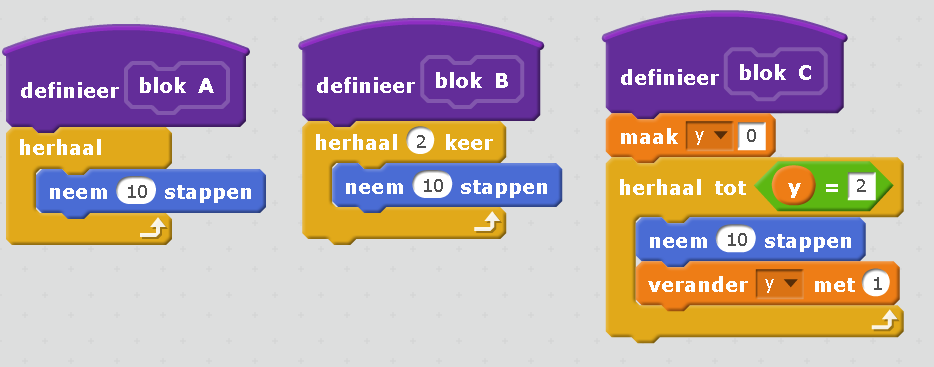 definieer blok A
herhaal
neem 10 stappen
definieer blok B
herhaal 2 keer
neem 10 stappen
definieer blok C
maak y 0
herhaal tot y = 2
neem 10 stappen
verander y met 1